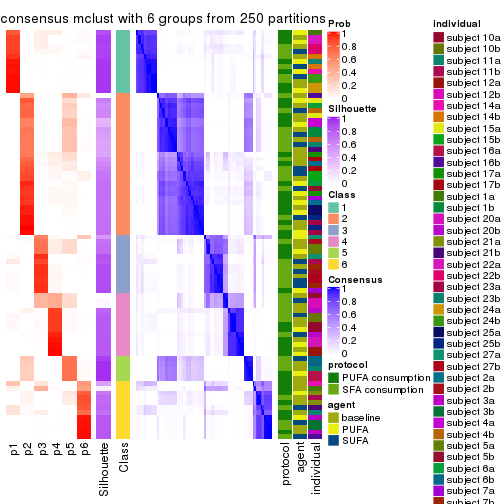 consensus mclust with 6 groups from 250 partitions
Prob
1
0.8
0.6
0.4
0.2
0
Silhouette
1
0.8
0.6
0.4
0.2
0
Class
1
2
3
4
5
6
Consensus
1
0.8
0.6
0.4
0.2
0
protocol
PUFA consumption
SFA consumption
agent
baseline
PUFA
SUFA
individual
subject 10a
subject 10b
subject 11a
subject 11b
subject 12a
subject 12b
subject 14a
subject 14b
subject 15a
subject 15b
subject 16a
subject 16b
subject 17a
subject 17b
subject 1a
subject 1b
subject 20a
subject 20b
subject 21a
subject 21b
subject 22a
subject 22b
subject 23a
subject 23b
subject 24a
subject 24b
subject 25a
subject 25b
subject 27a
subject 27b
subject 2a
subject 2b
subject 3a
subject 3b
subject 4a
subject 4b
subject 5a
subject 5b
subject 6a
subject 6b
subject 7a
subject 7b
p1
p2
p3
p4
p5
p6
Silhouette
Class
protocol
agent
individual